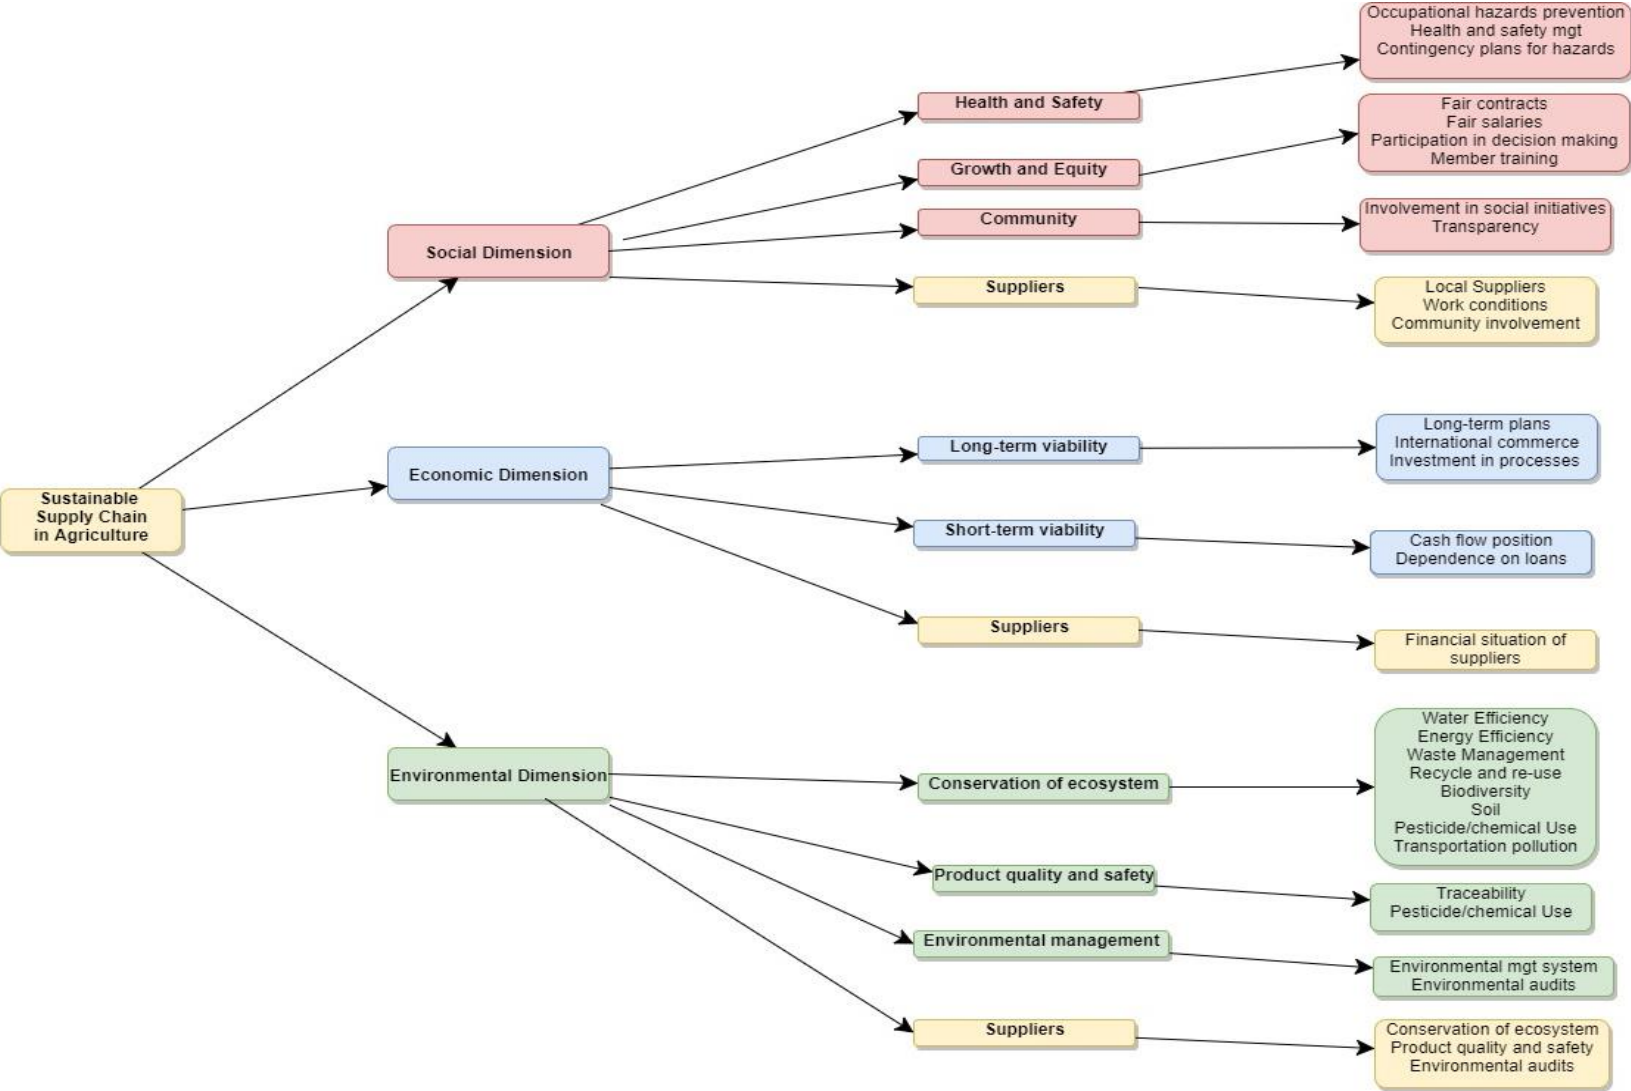 Sustainable
Supply Chain
in Agriculture
Social Dimension
Health and Safety
Occupational hazards prevention
Health and safety mgt
Contingency plans for hazards
Growth and Equity
Fair contracts
Fair salaries
Participation in decision making
Member training
Community
Involvement in social initiatives
Transparency
Suppliers
Local Suppliers
Work conditions
Community involvement
Economic Dimension
Long-term viability
Long-term plans
International commerce
Investment in processes
Short-term viability
Cash flow position
Dependence on loans
Suppliers
Financial situation of
suppliers
Environmental Dimension
Conservation of ecosystem
Water Efficiency
Energy Efficiency
Waste Management
Recycle and re-use
Biodiversity
Soil
Pesticide/chemical Use
Transportation pollution
Product quality and safety
Traceability
Pesticide/chemical Use
Environmental management
Environmental mgt system
Environmental audits
Suppliers
Conservation of ecosystem
Product quality and safety
Environmental audits